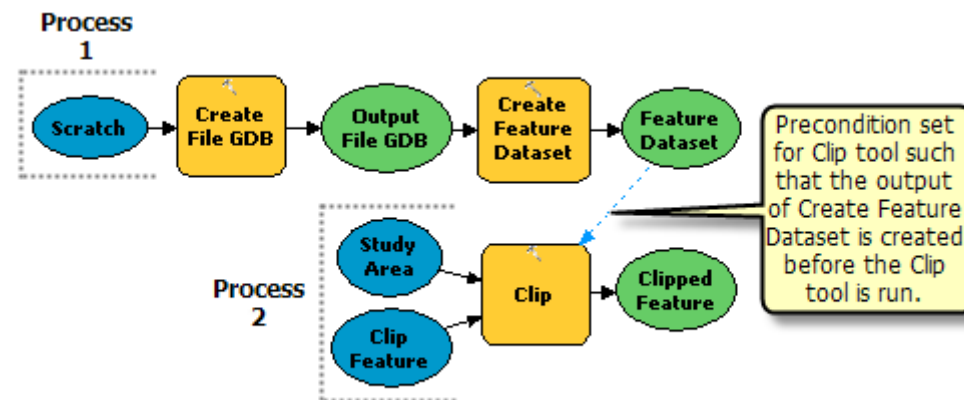 Process
1
Scratch
Create
File GDB
Output
File GDB
Create
Feature
Dataset
Feature
Dataset
Precondition set
for Clip tool such
that the output
of Create Feature
Dataset is created
before the Clip
tool is run.
Process
2
Study
Area
Clip
Feature
Clip
Clipped
Feature